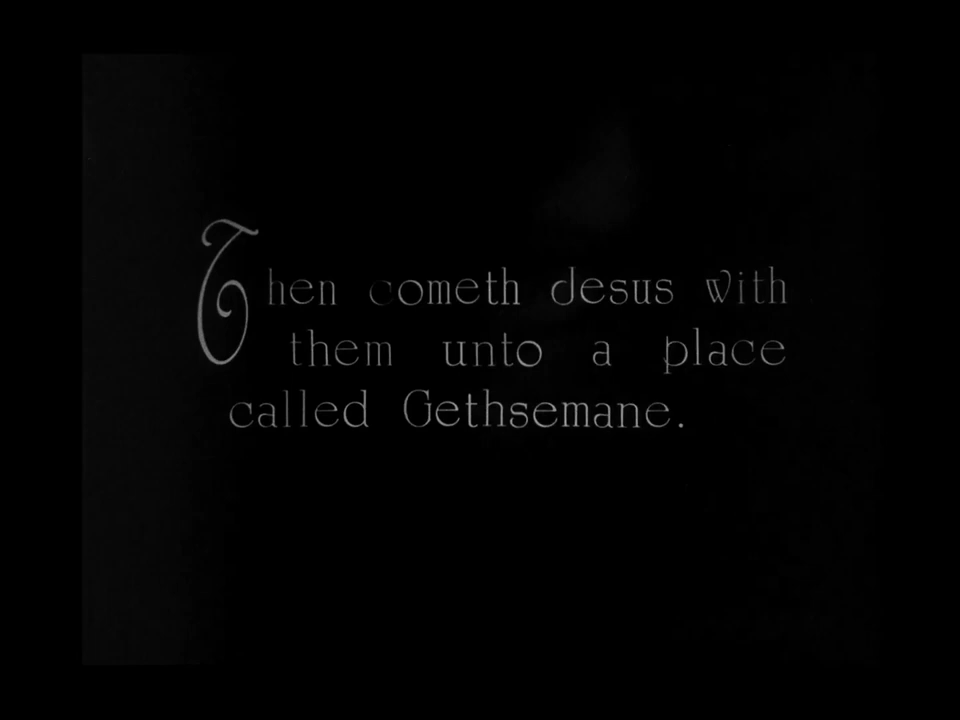 Then cometh Jesus with
them unto a place
called Gethsemane.